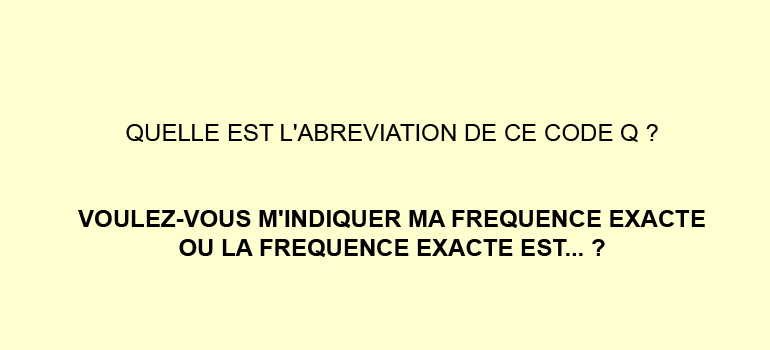 QUELLE EST L'ABREVIATION DE CE CODE Q ?
VOULEZ-VOUS M'INDIQUER MA FREQUENCE EXACTE
OU LA FREQUENCE EXACTE EST... ?